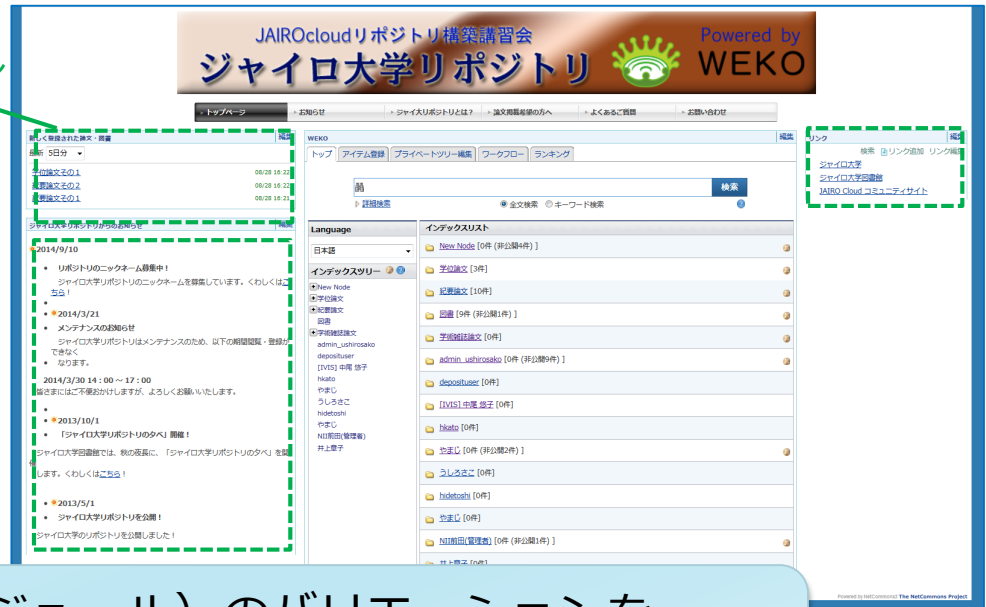 JAIROcloudリポジトリ構築講習会
ジャイロ大学リポジトリ
Powered by
WEKO
トップページ
お知らせ
ジャイロ大リポジトリとは？
論文掲載希望の方へ
よくあるご質問
お問い合わせ
新しく登録された論文・図書
編集
最新 5日分
学位論文その１ 08/28 16:22
紀要論文その２ 08/28 16:22
紀要論文その１ 08/28 16:21
ジャイロ大学リポジトリからのお知らせ
編集
2014/9/10
リポジトリのニックネーム募集中！
ジャイロ大学リポジトリのニックネームを募集しています。くわしくはこ
ちら！
2014/3/21
メンテナンスのお知らせ
ジャイロ大学リポジトリはメンテナンスのため、以下の期間閲覧・登録が
できなく
なります。
2014/3/30 14：00 ～ 17：00
皆さまにはご不便おかけしますが、よろしくお願いいたします。
2013/10/1
「ジャイロ大学リポジトリの夕べ」開催！
ジャイロ大学図書館では、秋の夜長に、「ジャイロ大学リポジトリの夕べ」を開
催
します。くわしくはこちら！
2013/5/1
ジャイロ大学リポジトリを公開！
ジャイロ大学のリポジトリを公開しました！
WEKO
編集
トップ
アイテム登録
プライベートツリー編集
ワークフロー
ランキング
検索
詳細検索
全文検索
キーワード検索
Language
日本語
インデックスツリー
New Node
学位論文
紀要論文
図書
学術雑誌論文
admin_ushirosako
deposituser
[IVIS] 中尾 悠子
hkato
やまじ
うしろさこ
hidetoshi
やまじ
NII前田(管理者)
井上章子
インデックスリスト
New Node [0件 (非公開4件) ]
学位論文 [3件]
紀要論文 [10件]
図書 [9件 (非公開1件) ]
学術雑誌論文 [0件]
admin_ushirosako [0件 (非公開9件) ]
deposituser [0件]
[IVIS] 中尾 悠子 [0件]
hkato [0件]
やまじ [0件 (非公開2件) ]
うしろさこ [0件]
hidetoshi [0件]
やまじ [0件]
NII前田(管理者) [0件 (非公開1件) ]
井上章子 [0件]
リンク
編集
検索 リンク追加 リンク編集
ジャイロ大学
ジャイロ大学図書館
JAIRO Cloud コミュニティサイト
Powered by NetCommons2 The NetCommons Project
ジュール）のバリエーションを